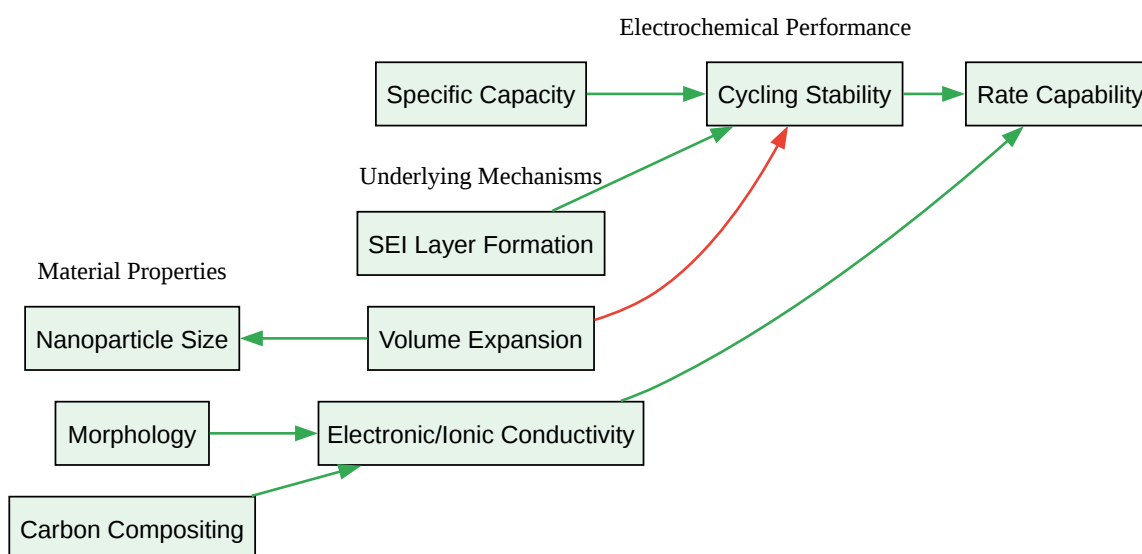 Electrochemical Performance
Specific Capacity
Cycling Stability
Rate Capability
Underlying Mechanisms
SEI Layer Formation
Material Properties
Nanoparticle Size
Volume Expansion
Morphology
Electronic/Ionic Conductivity
Carbon Compositing